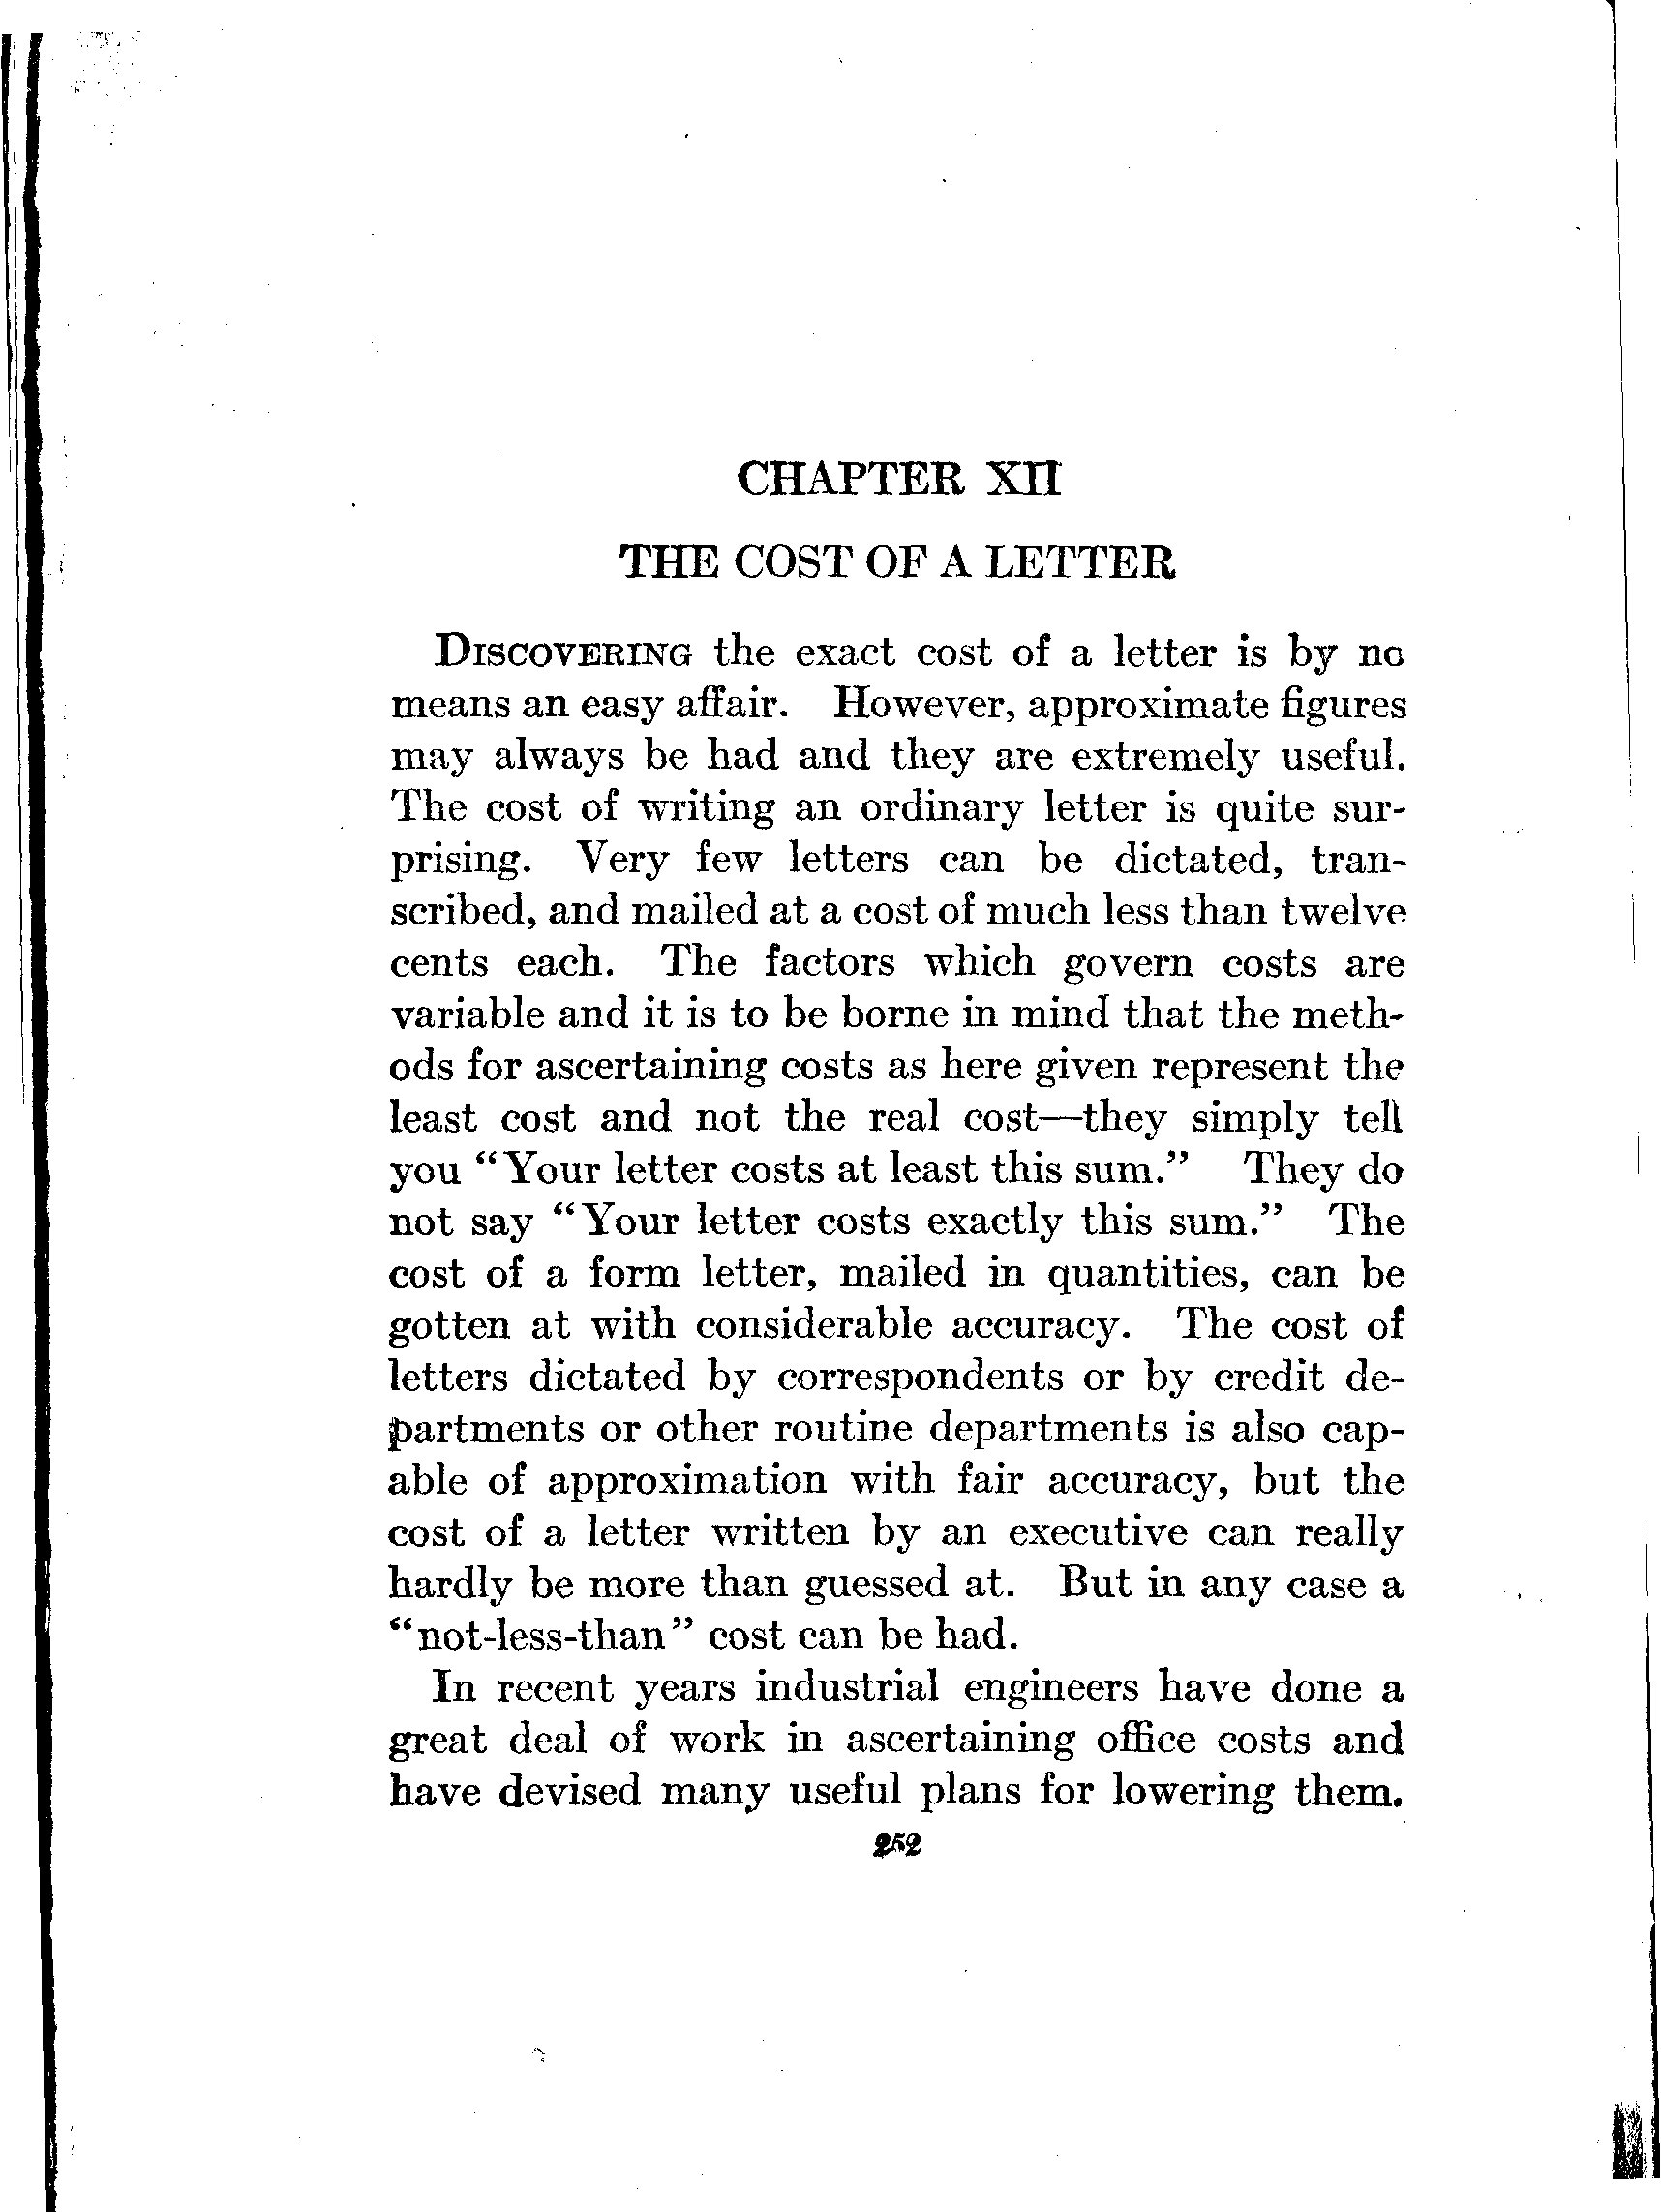 CHAPTER XII
THE COST OF A LETTER
DISCOVERING the exact cost of a letter is by no
means an easy affair. However, approximate figures
may always be had and they are extremely useful.
The cost of writing an ordinary letter is quite sur-
prising. Very few letters can be dictated, tran-
scribed, and mailed at a cost of much less than twelve
cents each. The factors which govern costs are
variable and it is to be borne in mind that the meth-
ods for ascertaining costs as here given represent the
least cost and not the real cost—they simply tell
you “Your letter costs at least this sum.” They do
not say “Your letter costs exactly this sum.” The
cost of a form letter, mailed in quantities, can be
gotten at with considerable accuracy. The cost of
letters dictated by correspondents or by credit de-
partments or other routine departments is also cap-
able of approximation with fair accuracy, but the
cost of a letter written by an executive can really
hardly be more than guessed at. But in any case a
“not-less-than” cost can be had.
In recent years industrial engineers have done a
great deal of work in ascertaining office costs and
have devised many useful plans for lowering them.
252